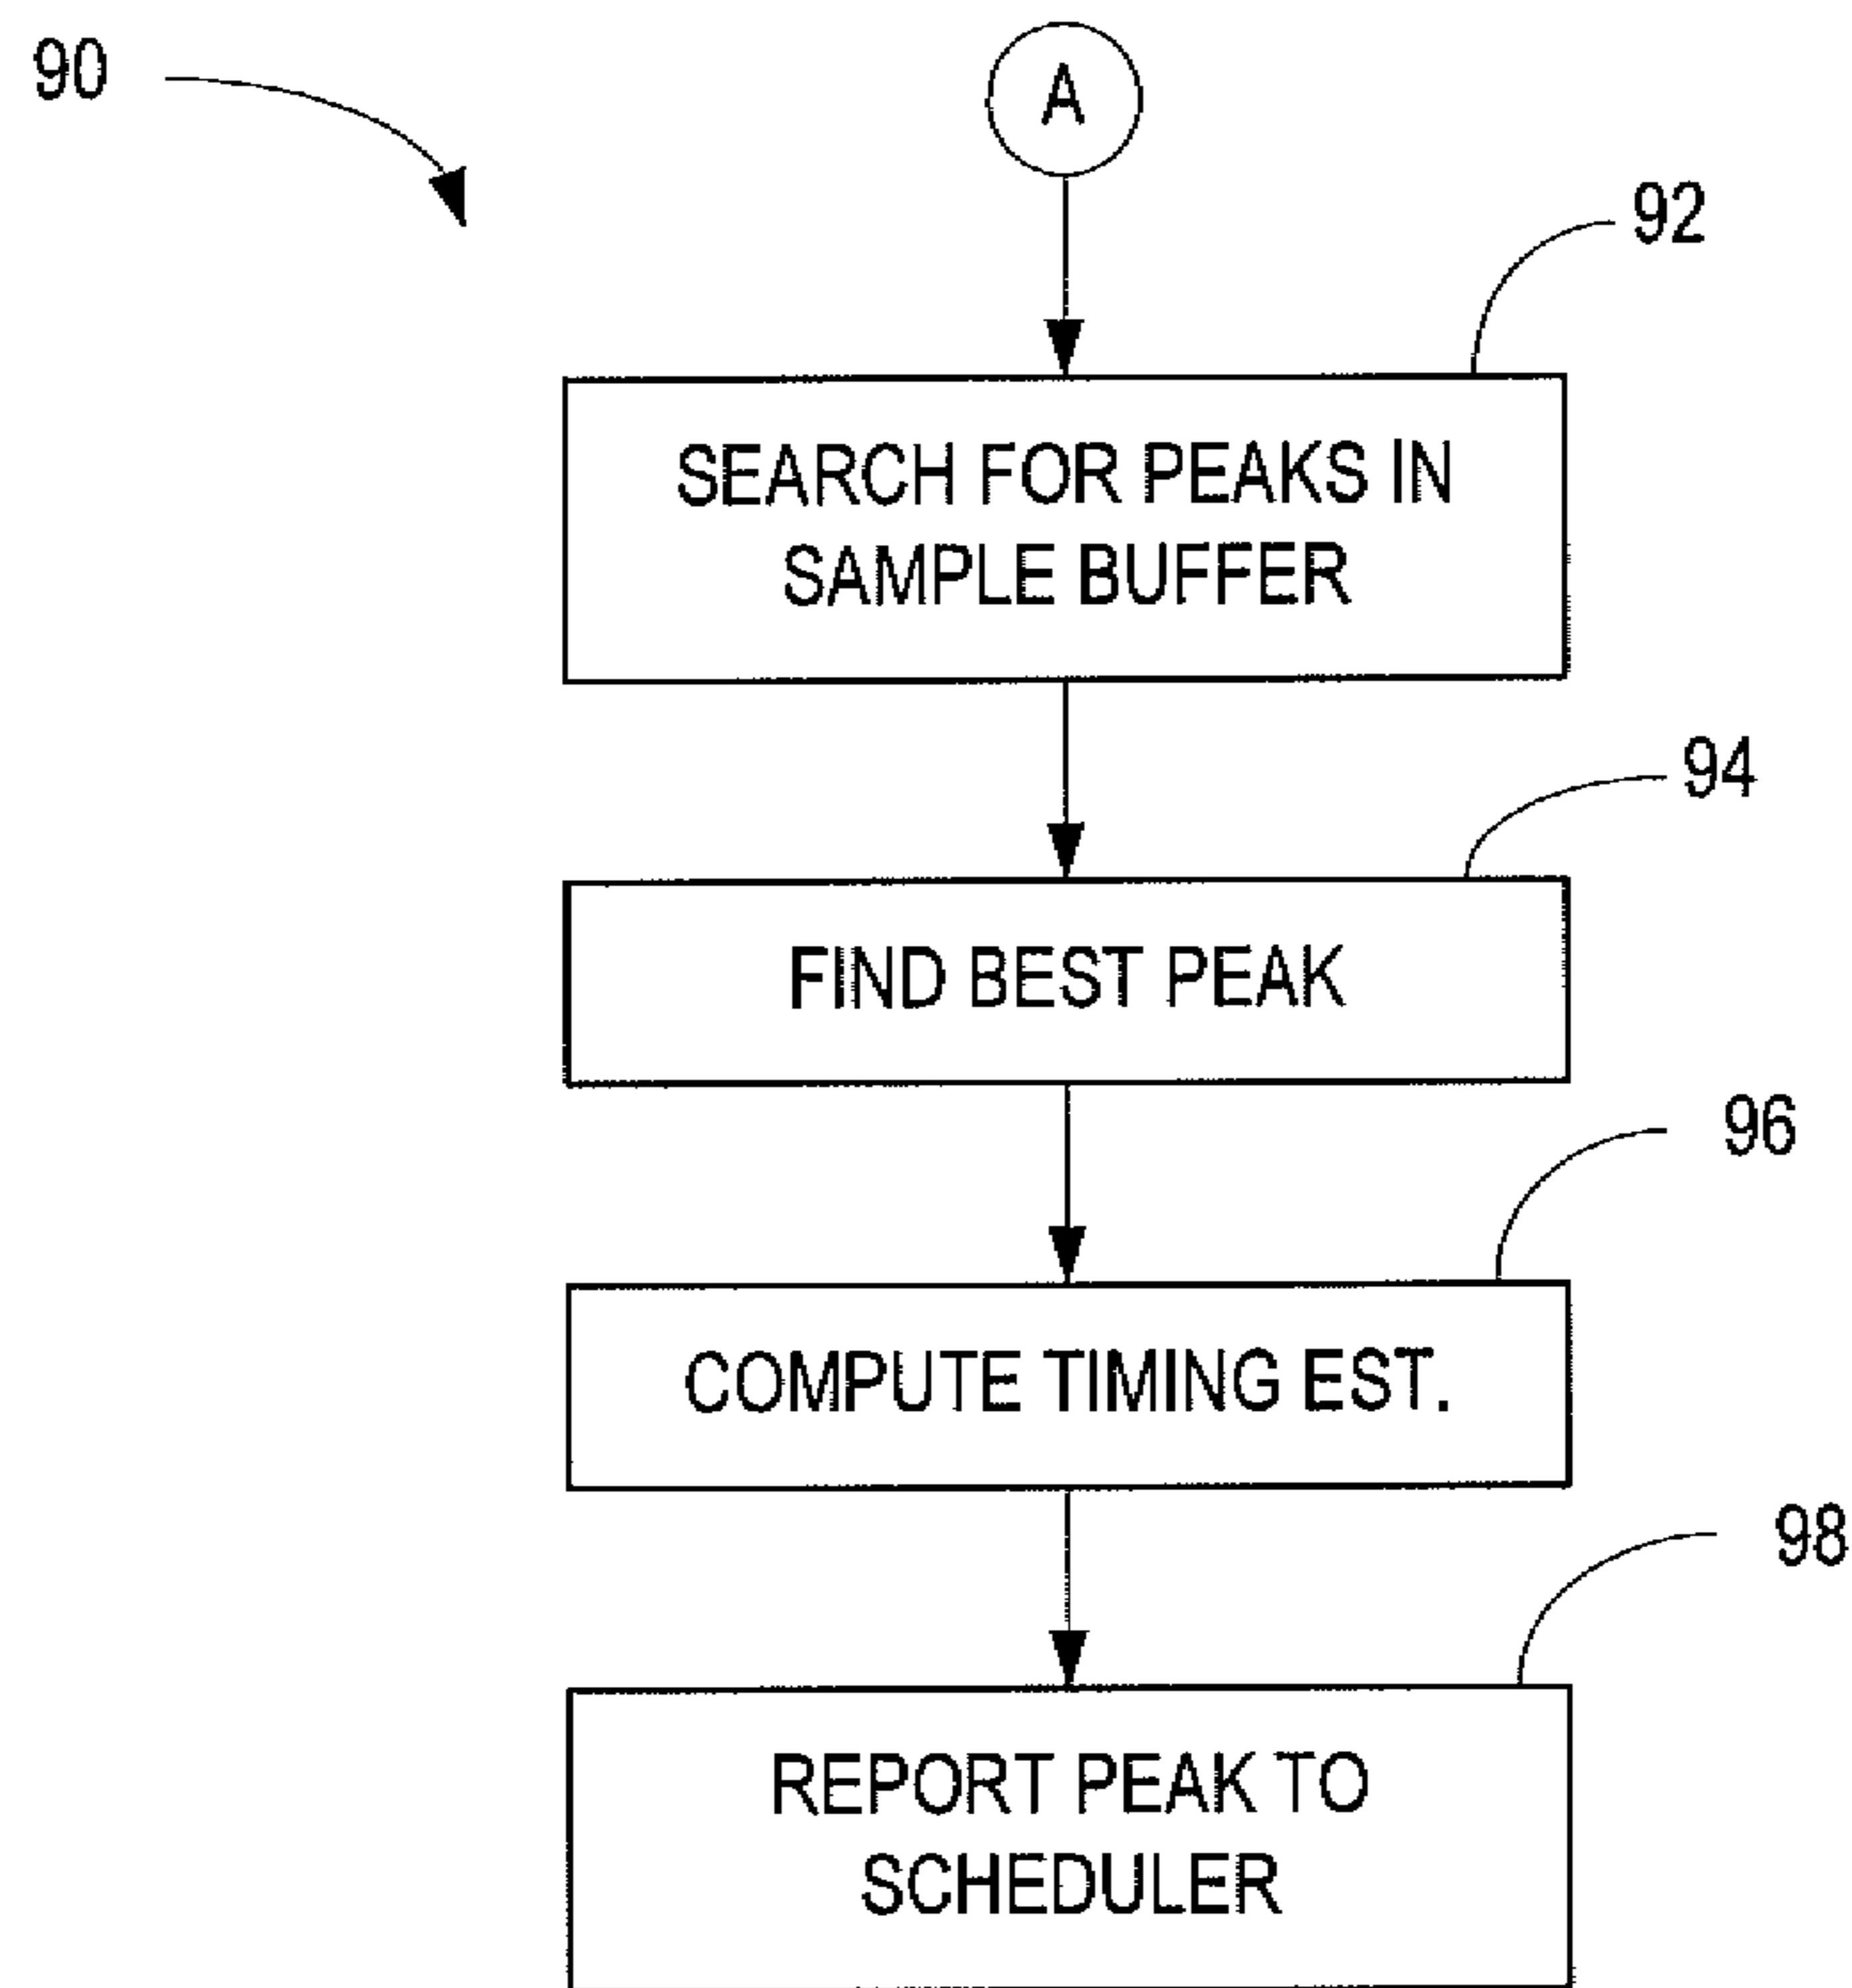 90
A
92
SEARCH FOR PEAKS IN
SAMPLE BUFFER
94
FIND BEST PEAK
96
COMPUTE TIMING EST.
98
REPORT PEAK TO
SCHEDULER